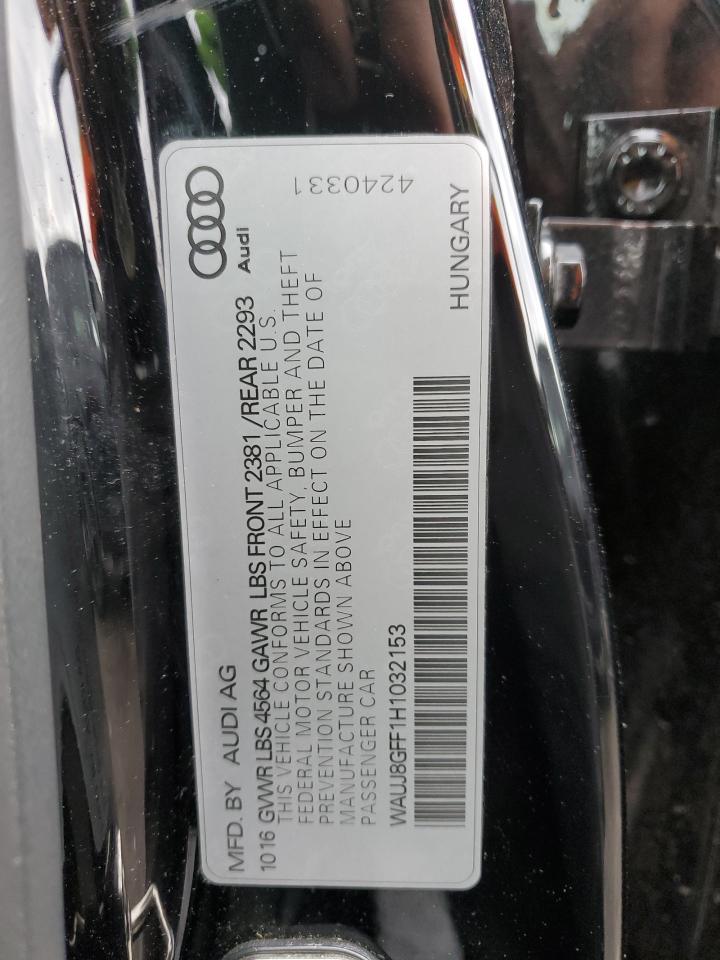 MFD. BY AUDI AG
Audi
10 16 GVWR LBS 4564 GAWR LBS FRONT 2381 / REAR 2293
THIS VEHICLE CONFORMS TO ALL APPLICABLE U.S.
FEDERAL MOTOR VEHICLE SAFETY, BUMPER AND THEFT
PREVENTION STANDARDS IN EFFECT ON THE DATE OF
MANUFACTURE SHOWN ABOVE
PASSENGER CAR
WAUJ8GFF1H1032153
HUNGARY
4240331